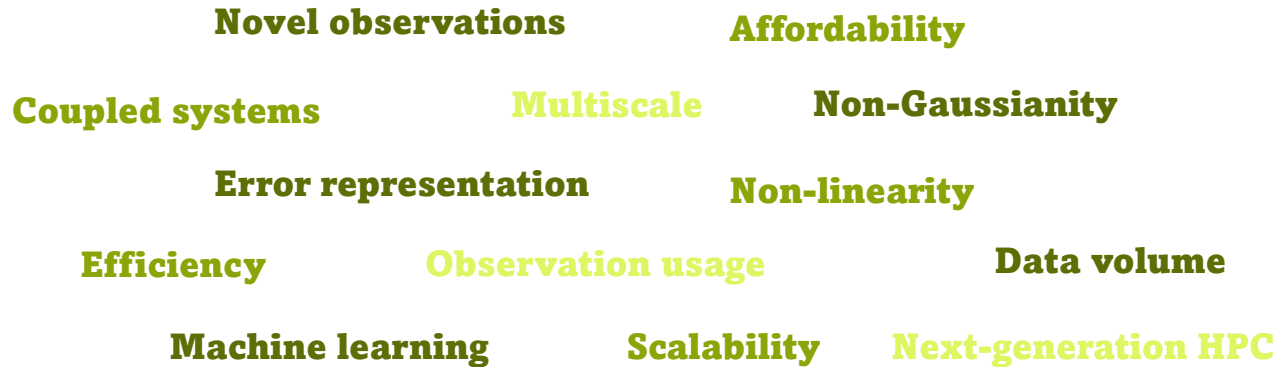 Novel observations
Affordability
Coupled systems
Multiscale
Non-Gaussianity
Error representation
Non-linearity
Efficiency
Observation usage
Data volume
Machine learning
Scalability
Next-generation HPC